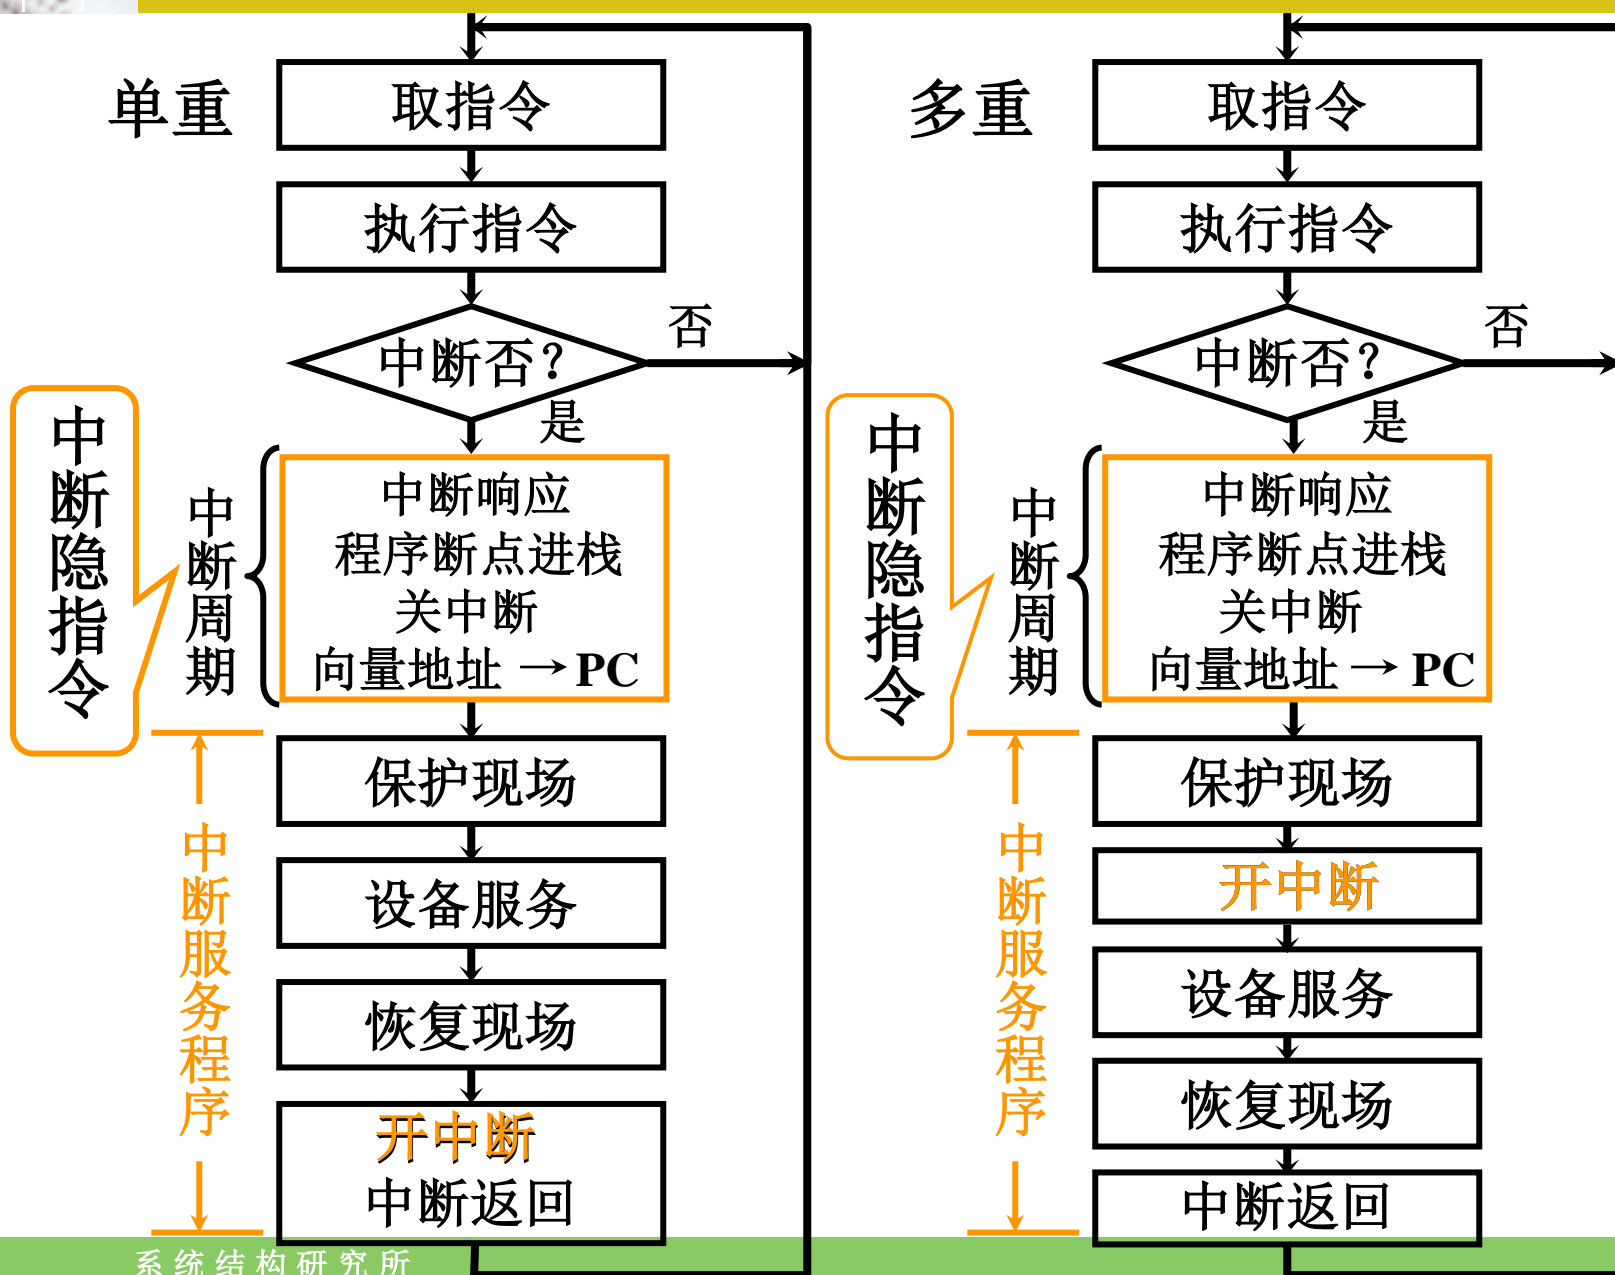 单重
取指令
执行指令
中断否？
否
是
中断隐指令
中断周期
中断响应
程序断点进栈
关中断
向量地址 → PC
中断服务程序
保护现场
设备服务
恢复现场
开中断
中断返回
多重
取指令
执行指令
中断否？
否
是
中断隐指令
中断周期
中断响应
程序断点进栈
关中断
向量地址 → PC
中断服务程序
保护现场
开中断
设备服务
恢复现场
中断返回
系统结构研究所